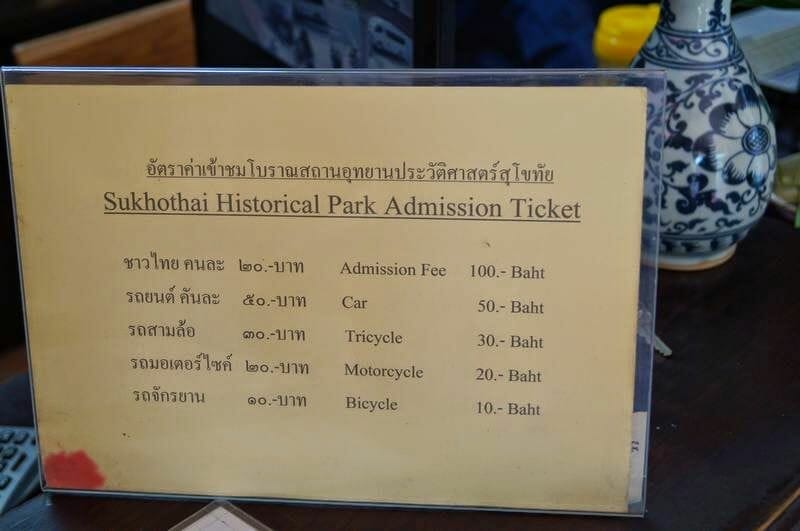 อัตราค่าเข้าชมโบราณสถานอุทยานประวัติศาสตร์สุโขทัย
Sukhothai Historical Park Admission Ticket
ชาวไทย คนละ ๒๐.-บาท Admission Fee 100.- Baht
รถยนต์ คันละ ๕๐.-บาท Car 50.- Baht
รถสามล้อ ๓๐.-บาท Tricycle 30.- Baht
รถมอเตอร์ไซค์ ๒๐.-บาท Motorcycle 20.- Baht
รถจักรยาน ๑๐.-บาท Bicycle 10.- Baht